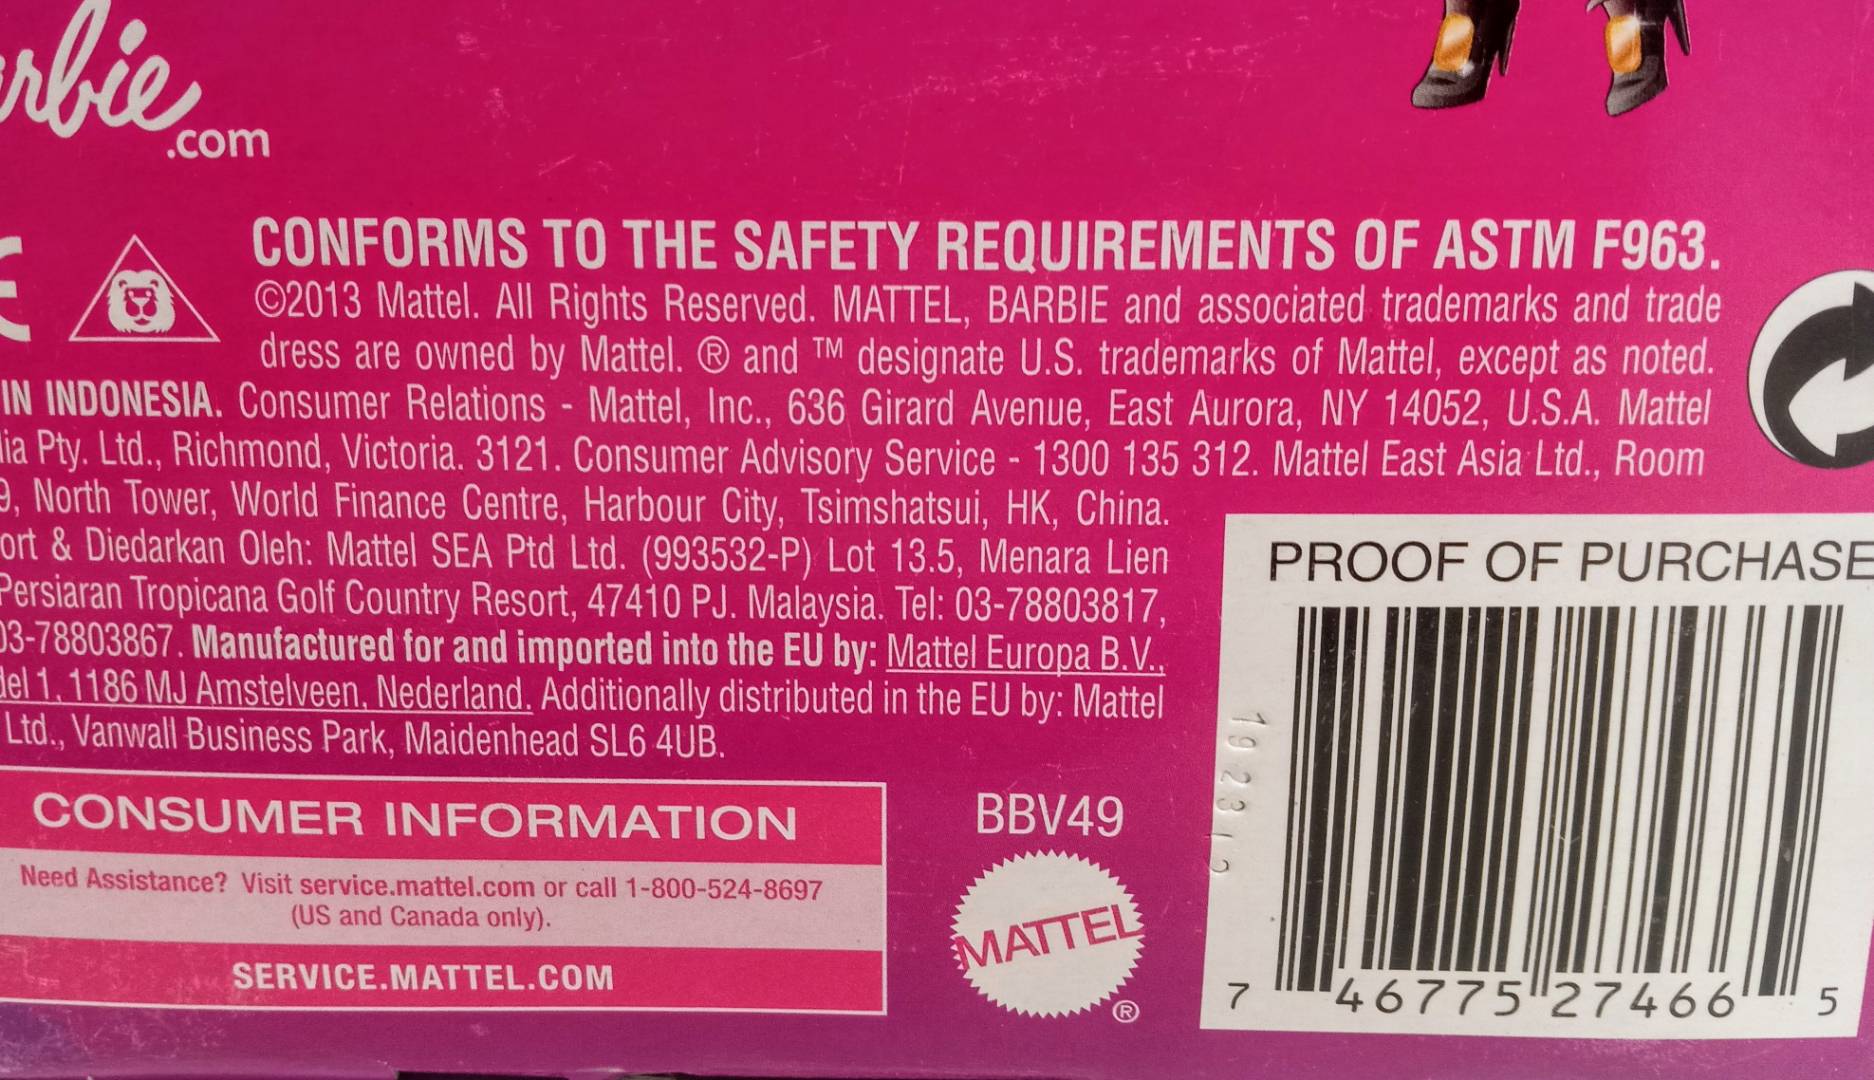 .com
CONFORMS TO THE SAFETY REQUIREMENTS OF ASTM F963.
©2013 Mattel. All Rights Reserved. MATTEL, BARBIE and associated trademarks and trade
dress are owned by Mattel. ® and ™ designate U.S. trademarks of Mattel, except as noted.
IN INDONESIA. Consumer Relations - Mattel, Inc., 636 Girard Avenue, East Aurora, NY 14052, U.S.A. Mattel
lia Pty. Ltd., Richmond, Victoria. 3121. Consumer Advisory Service - 1300 135 312. Mattel East Asia Ltd., Room
9, North Tower, World Finance Centre, Harbour City, Tsimshatsui, HK, China.
ort & Diedarkan Oleh: Mattel SEA Ptd Ltd. (993532-P) Lot 13.5, Menara Lien
Persiaran Tropicana Golf Country Resort, 47410 PJ. Malaysia. Tel: 03-78803817,
03-78803867. Manufactured for and imported into the EU by: Mattel Europa B.V.,
del 1, 1186 MJ Amstelveen, Nederland. Additionally distributed in the EU by: Mattel
Ltd., Vanwall Business Park, Maidenhead SL6 4UB.
CONSUMER INFORMATION
Need Assistance? Visit service.mattel.com or call 1-800-524-8697
(US and Canada only).
SERVICE.MATTEL.COM
BBV49
MATTEL
®
PROOF OF PURCHASE
7 46775 27466 5